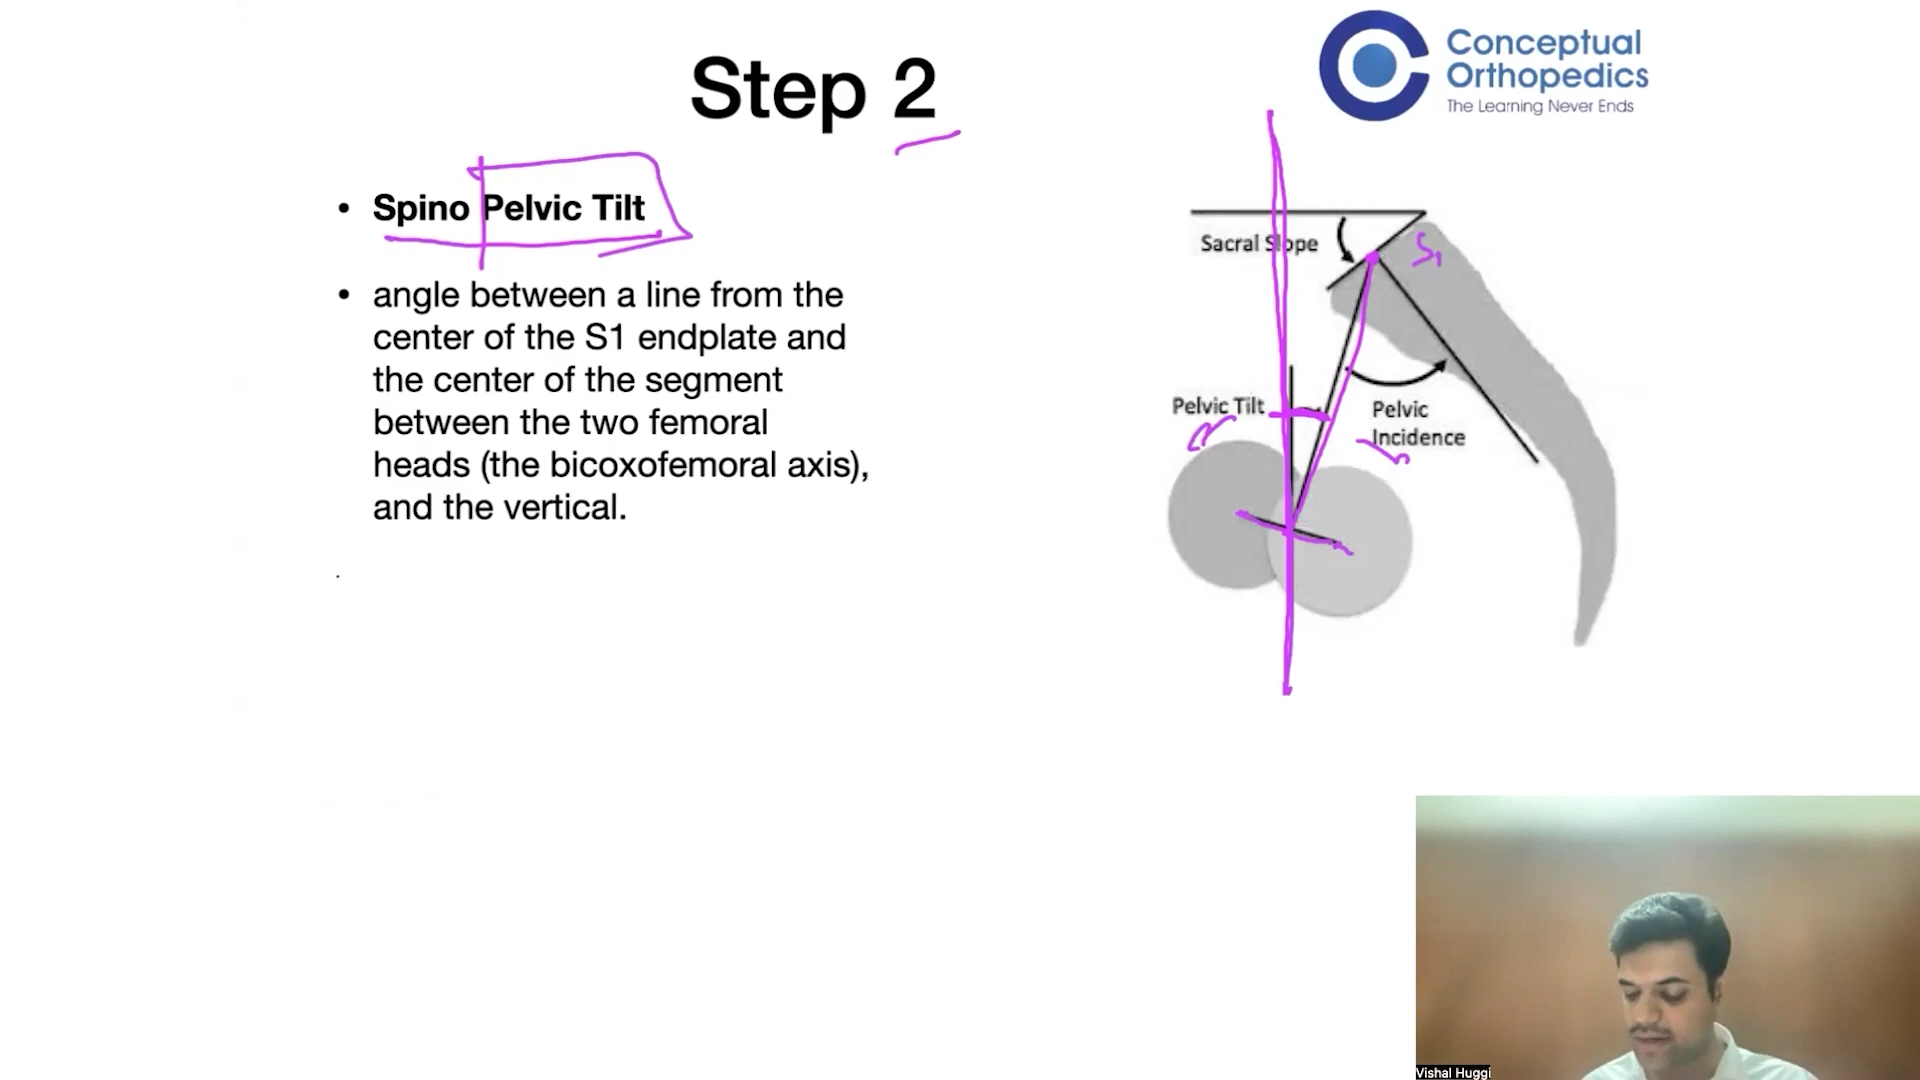 Step 2
Conceptual
Orthopedics
The Learning Never Ends
• Spino Pelvic Tilt
• angle between a line from the
center of the S1 endplate and
the center of the segment
between the two femoral
heads (the bicoxofemoral axis),
and the vertical.
.
Sacral Slope
S1
Pelvic Tilt
Pelvic
Incidence
Vishal Huggi